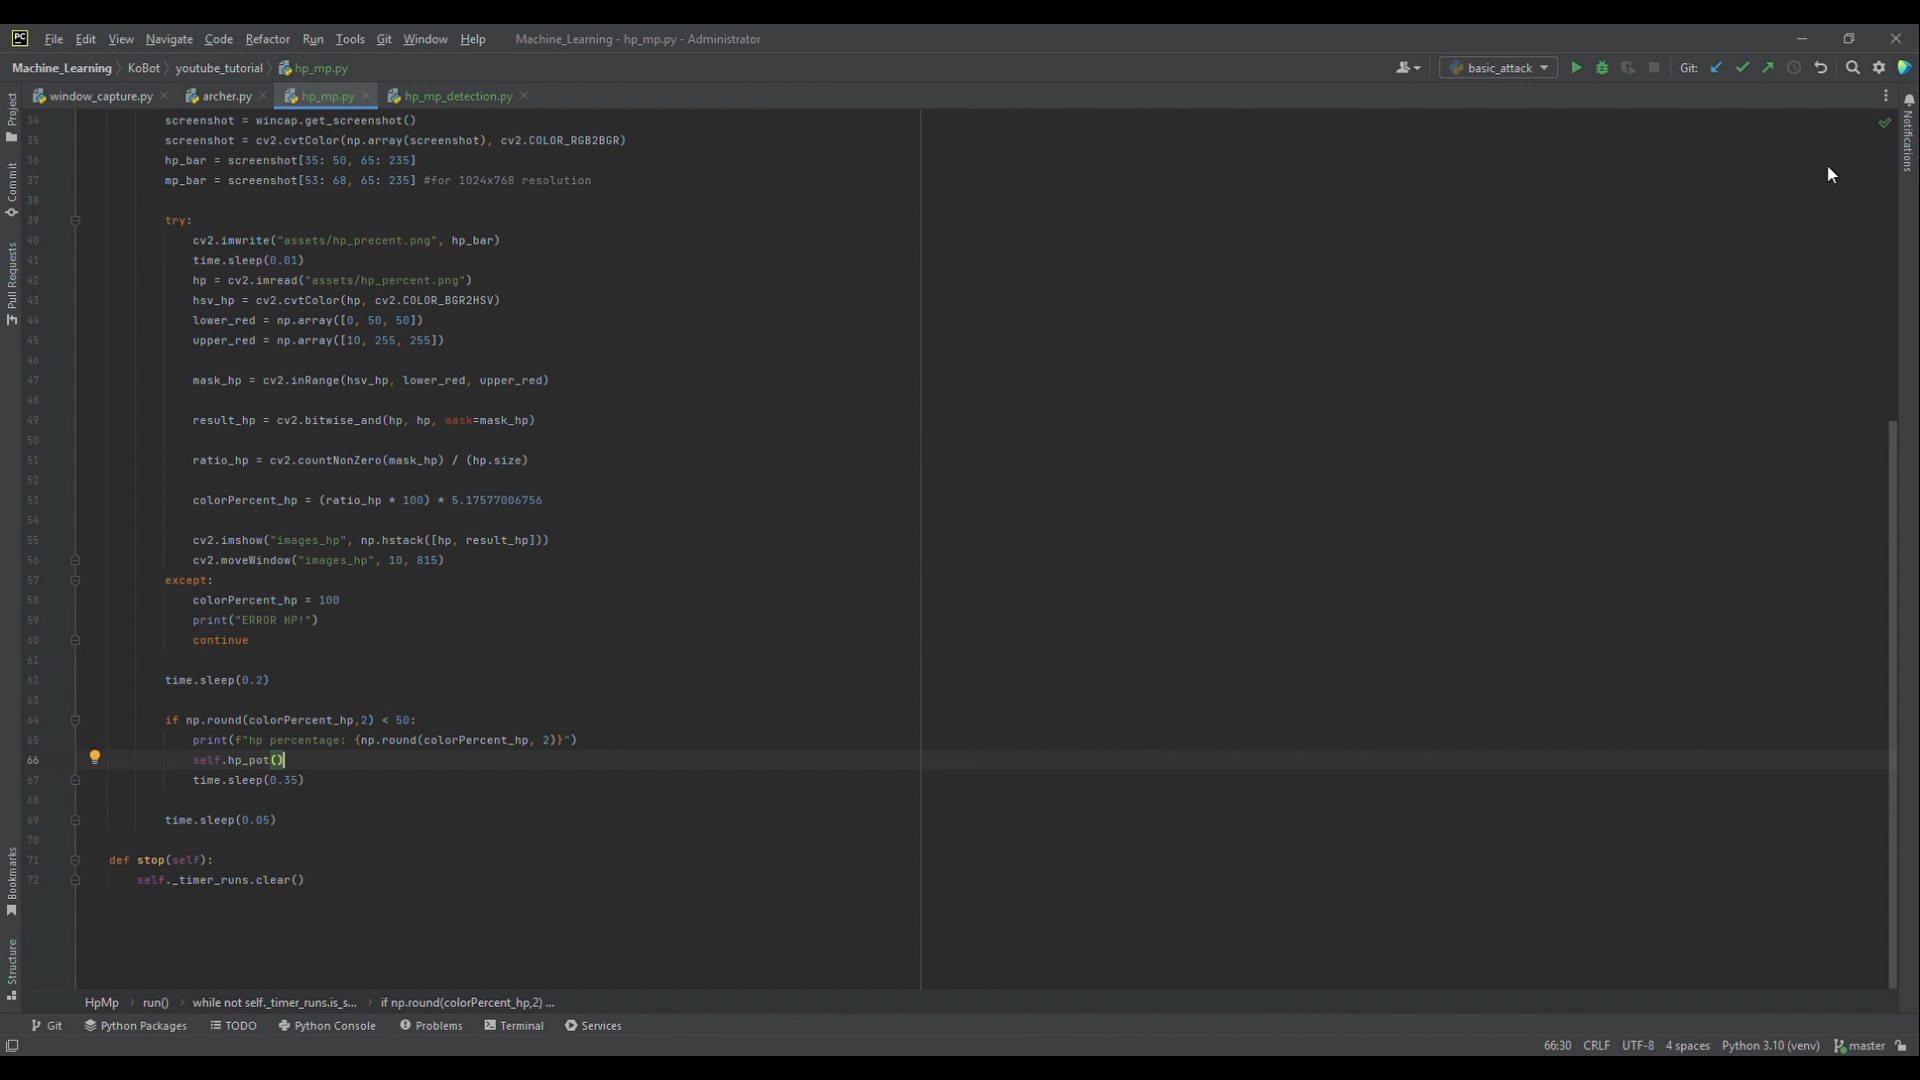 PC File Edit View Navigate Code Refactor Run Tools Git Window Help Machine_Learning - hp_mp.py - Administrator
Machine_Learning KoBot youtube_tutorial hp_mp.py basic_attack Git:
window_capture.py archer.py hp_mp.py hp_mp_detection.py
Project
Commit
Pull Requests
Bookmarks
Structure
Notifications
34 screenshot = wincap.get_screenshot()
35 screenshot = cv2.cvtColor(np.array(screenshot), cv2.COLOR_RGB2BGR)
36 hp_bar = screenshot[35: 50, 65: 235]
37 mp_bar = screenshot[53: 68, 65: 235] #for 1024x768 resolution
38
39 try:
40 cv2.imwrite("assets/hp_precent.png", hp_bar)
41 time.sleep(0.01)
42 hp = cv2.imread("assets/hp_percent.png")
43 hsv_hp = cv2.cvtColor(hp, cv2.COLOR_BGR2HSV)
44 lower_red = np.array([0, 50, 50])
45 upper_red = np.array([10, 255, 255])
46
47 mask_hp = cv2.inRange(hsv_hp, lower_red, upper_red)
48
49 result_hp = cv2.bitwise_and(hp, hp, mask=mask_hp)
50
51 ratio_hp = cv2.countNonZero(mask_hp) / (hp.size)
52
53 colorPercent_hp = (ratio_hp * 100) * 5.17577006756
54
55 cv2.imshow("images_hp", np.hstack([hp, result_hp]))
56 cv2.moveWindow("images_hp", 10, 815)
57 except:
58 colorPercent_hp = 100
59 print("ERROR HP!")
60 continue
61
62 time.sleep(0.2)
63
64 if np.round(colorPercent_hp,2) < 50:
65 print(f"hp percentage: {np.round(colorPercent_hp, 2)}")
66 self.hp_pot()
67 time.sleep(0.35)
68
69 time.sleep(0.05)
70
71 def stop(self):
72 self._timer_runs.clear()
HpMp run() while not self._timer_runs.is_s... if np.round(colorPercent_hp,2) ...
Git Python Packages TODO Python Console Problems Terminal Services
66:30 CRLF UTF-8 4 spaces Python 3.10 (venv) master